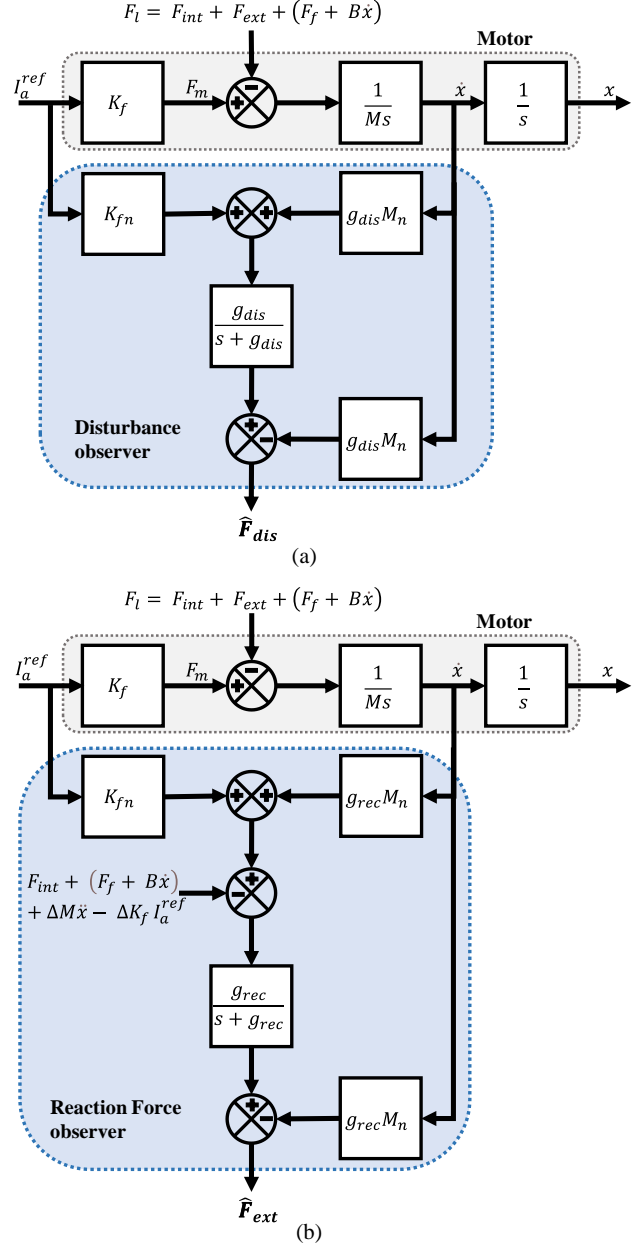 F_l = F_int + F_ext + (F_f + Bẋ)
Motor
I_a^ref
K_f
F_m
+ −
1/(Ms)
ẋ
1/s
x
K_fn
+ +
g_dis M_n
g_dis/(s + g_dis)
+ −
g_dis M_n
Disturbance
observer
F̂_dis
(a)
F_l = F_int + F_ext + (F_f + Bẋ)
Motor
I_a^ref
K_f
F_m
+ −
1/(Ms)
ẋ
1/s
x
K_fn
+ +
g_rec M_n
F_int + (F_f + Bẋ)
+ ΔMẍ − ΔK_f I_a^ref
− +
g_rec/(s + g_rec)
+ −
g_rec M_n
Reaction Force
observer
F̂_ext
(b)